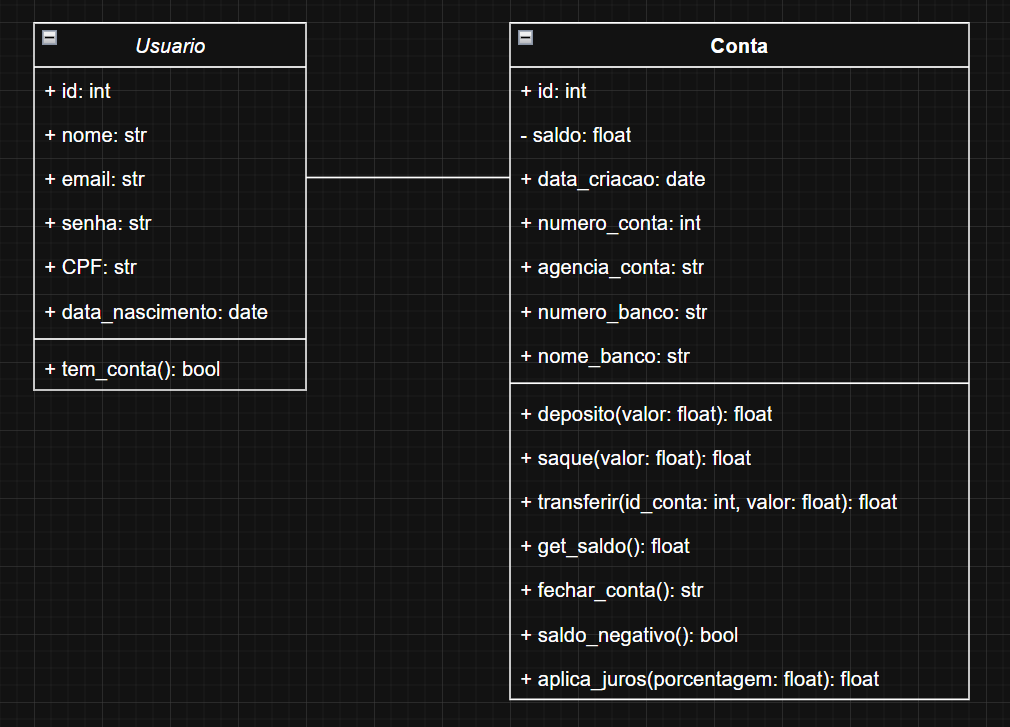 Usuario
+ id: int
+ nome: str
+ email: str
+ senha: str
+ CPF: str
+ data_nascimento: date
+ tem_conta(): bool
Conta
+ id: int
- saldo: float
+ data_criacao: date
+ numero_conta: int
+ agencia_conta: str
+ numero_banco: str
+ nome_banco: str
+ deposito(valor: float): float
+ saque(valor: float): float
+ transferir(id_conta: int, valor: float): float
+ get_saldo(): float
+ fechar_conta(): str
+ saldo_negativo(): bool
+ aplica_juros(porcentagem: float): float